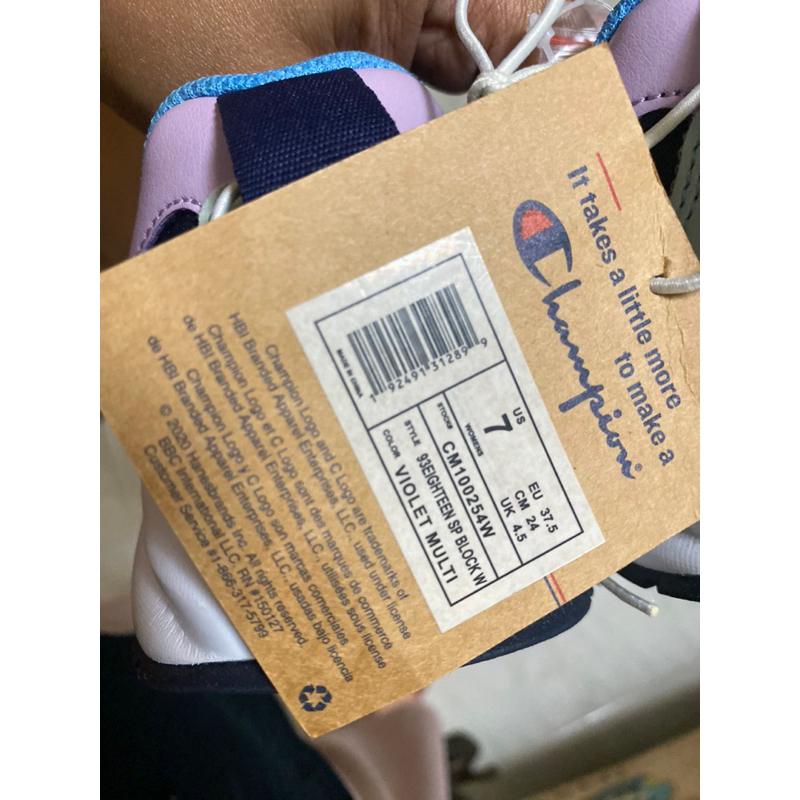 It takes a little more
to make a
Champion
MADE IN CHINA
1 92491 31289 9
US
7
WOMENS
EU 37.5
CM 24
UK 4.5
STOCK#
CM100254W
STYLE
93EIGHTEEN SP BLOCK W
COLOR
VIOLET MULTI
Champion Logo and C Logo are trademarks of
HBI Branded Apparel Enterprises, LLC., used under license
Champion Logo et C Logo sont des marques de commerce
de HBI Branded Apparel Enterprises, LLC., utilisées sous license
Champion Logo y C Logo son marcas comerciales
de HBI Branded Apparel Enterprises, LLC., usadas bajo licencia
© 2020 Hanesbrands Inc. All rights reserved.
BBC International LLC, RN #150127
Customer Service #1-866-317-5799